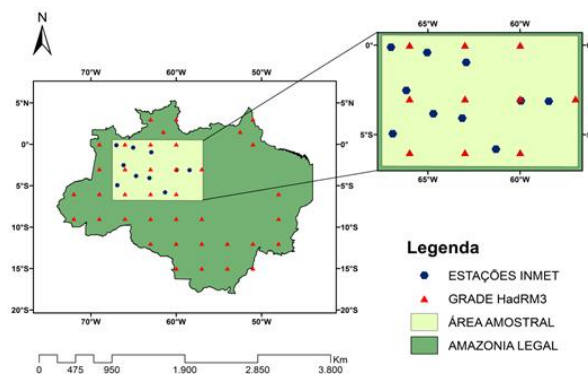 N
70°W 60°W 50°W
5°N
0°
5°S
10°S
15°S
20°S
5°N
0°
5°S
10°S
15°S
20°S
70°W 60°W 50°W
65°W 60°W
0°
5°S
0°
5°S
65°W 60°W
Legenda
ESTAÇÕES INMET
GRADE HadRM3
ÁREA AMOSTRAL
AMAZONIA LEGAL
Km
0 475 950 1.900 2.850 3.800